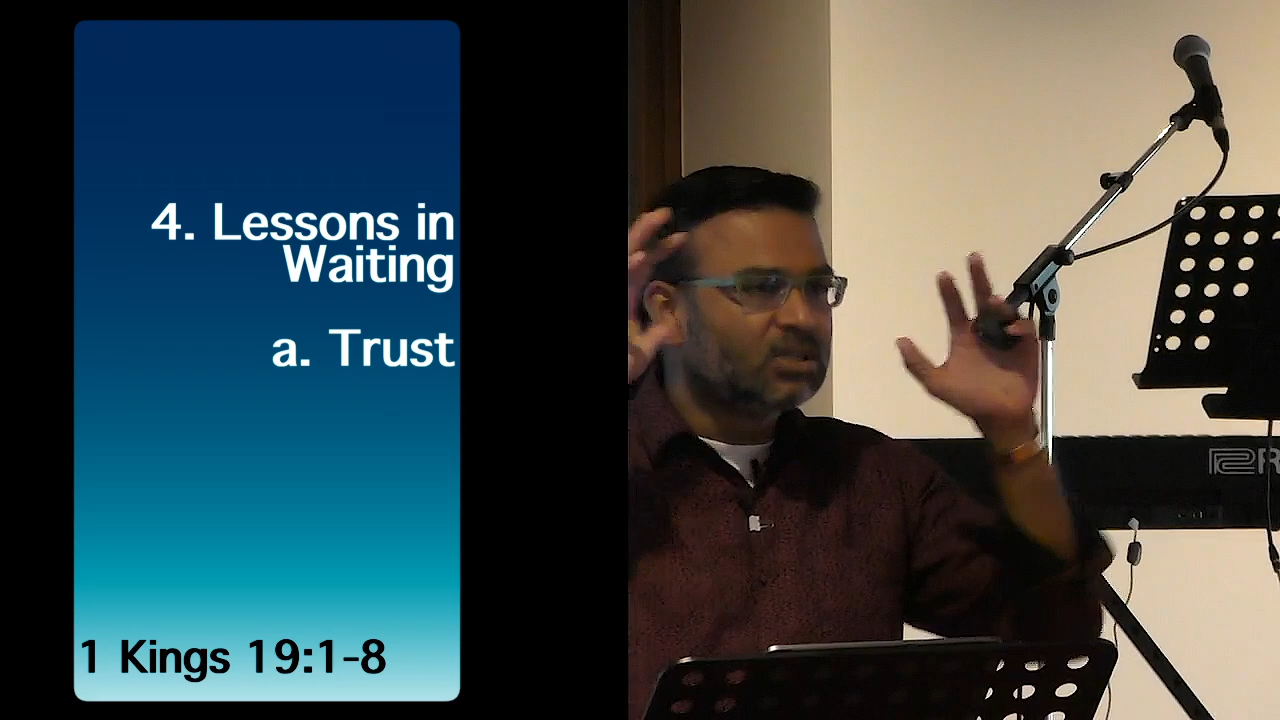 4. Lessons in
Waiting
a. Trust
1 Kings 19:1-8